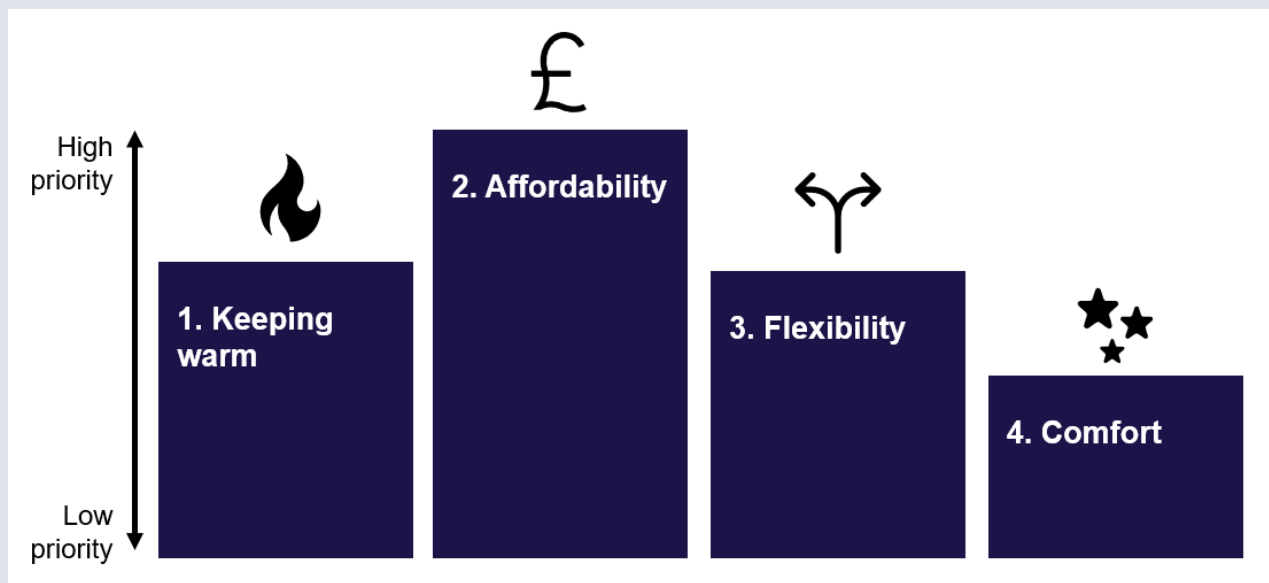 High
priority
£
2. Affordability
1. Keeping
warm
3. Flexibility
4. Comfort
Low
priority